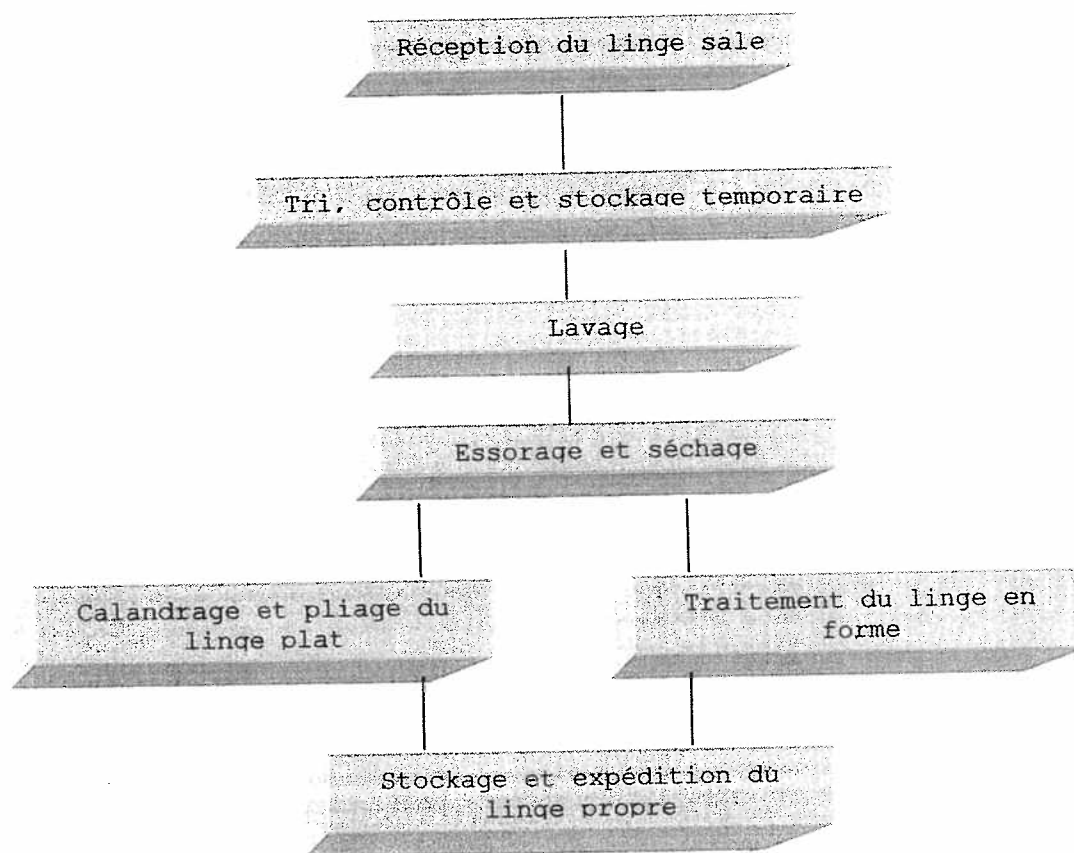 Réception du linge sale
Tri, contrôle et stockage temporaire
Lavage
Essorage et séchage
Calandrage et pliage du
linge plat
Traitement du linge en
forme
Stockage et expédition du
linge propre